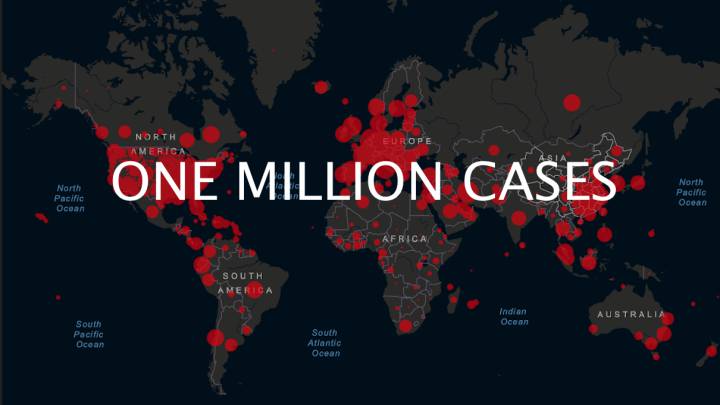 NORTH
AMERICA
EUROPE
ASIA
ONE MILLION CASES
North
Pacific
Ocean
North
Atlantic
Ocean
North
Pacific
Ocean
AFRICA
SOUTH
AMERICA
Indian
Ocean
AUSTRALIA
South
Pacific
Ocean
South
Atlantic
Ocean